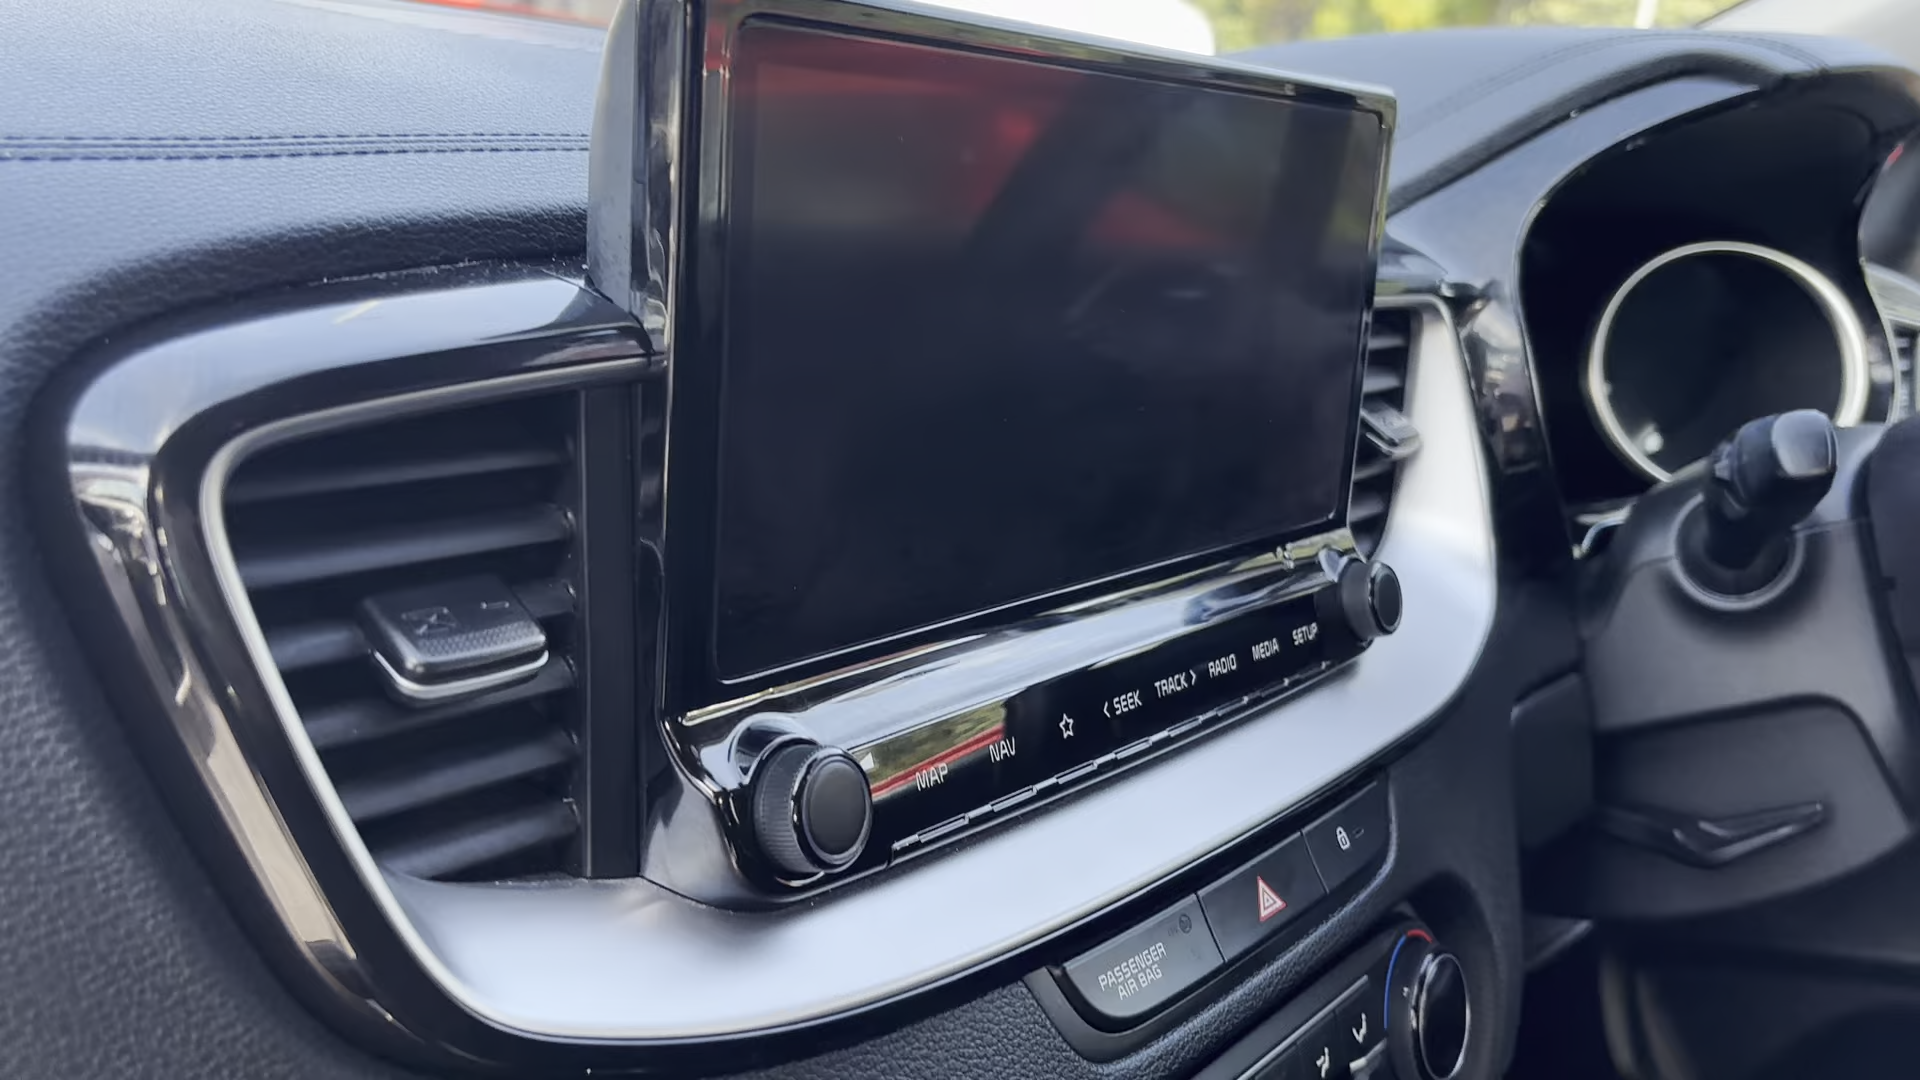 MAP
NAV
SEEK
TRACK
RADIO
MEDIA
SETUP
PASSENGER
AIR BAG